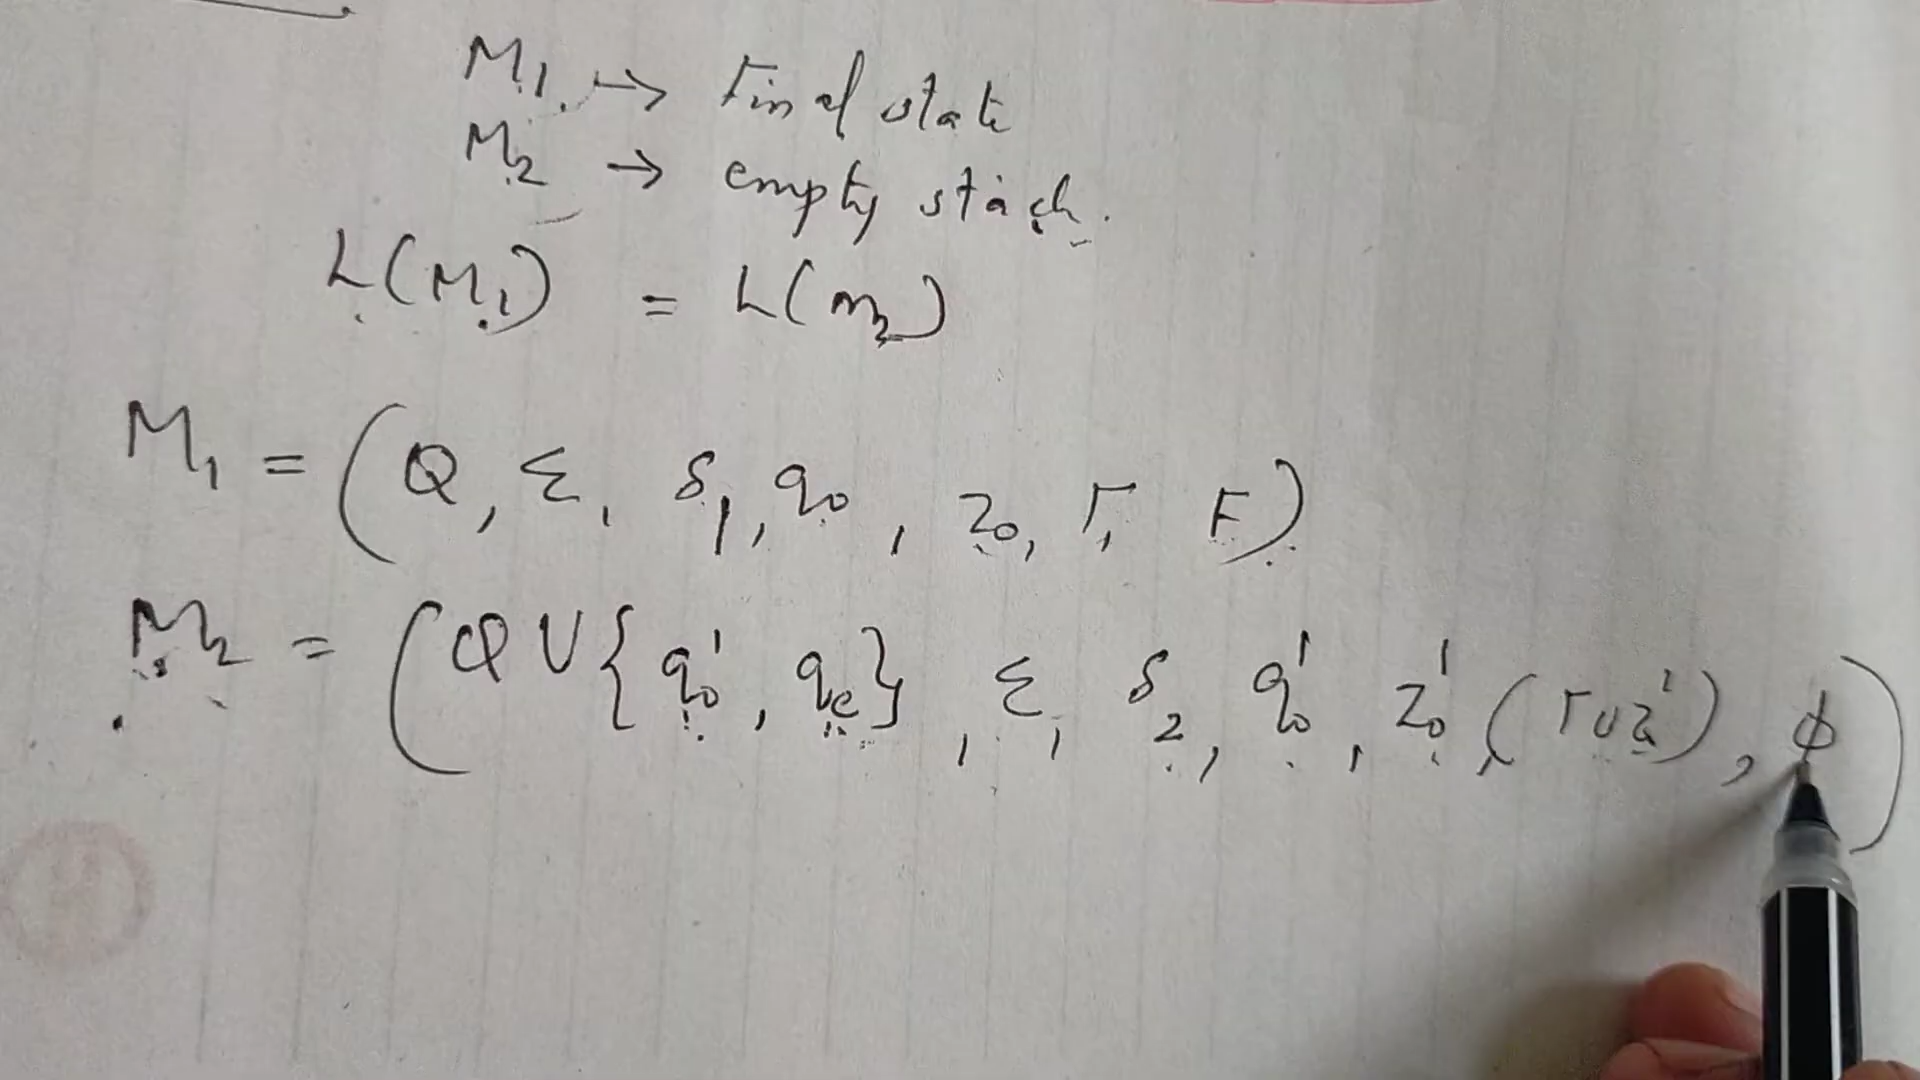 M₁ → Final state
M₂ → empty stack.
L(M₁) = L(m₂)
M₁ = (Q, Σ, δ₁, q₀, z₀, Γ, F)
M₂ = (Q ∪ {q₀', qₑ}, Σ, δ₂, q₀', z₀', (Γ ∪ z₀'), φ)